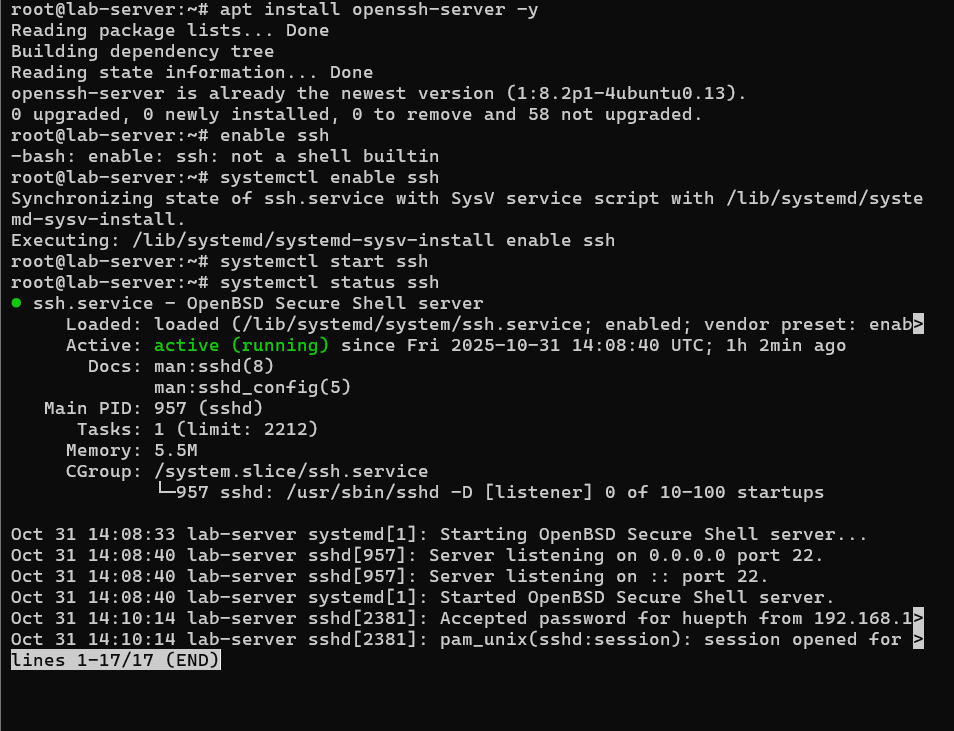 root@lab-server:~# apt install openssh-server -y
Reading package lists... Done
Building dependency tree
Reading state information... Done
openssh-server is already the newest version (1:8.2p1-4ubuntu0.13).
0 upgraded, 0 newly installed, 0 to remove and 58 not upgraded.
root@lab-server:~# enable ssh
-bash: enable: ssh: not a shell builtin
root@lab-server:~# systemctl enable ssh
Synchronizing state of ssh.service with SysV service script with /lib/systemd/syste
md-sysv-install.
Executing: /lib/systemd/systemd-sysv-install enable ssh
root@lab-server:~# systemctl start ssh
root@lab-server:~# systemctl status ssh
● ssh.service - OpenBSD Secure Shell server
     Loaded: loaded (/lib/systemd/system/ssh.service; enabled; vendor preset: enab>
     Active: active (running) since Fri 2025-10-31 14:08:40 UTC; 1h 2min ago
       Docs: man:sshd(8)
             man:sshd_config(5)
   Main PID: 957 (sshd)
      Tasks: 1 (limit: 2212)
     Memory: 5.5M
     CGroup: /system.slice/ssh.service
             └─957 sshd: /usr/sbin/sshd -D [listener] 0 of 10-100 startups

Oct 31 14:08:33 lab-server systemd[1]: Starting OpenBSD Secure Shell server...
Oct 31 14:08:40 lab-server sshd[957]: Server listening on 0.0.0.0 port 22.
Oct 31 14:08:40 lab-server sshd[957]: Server listening on :: port 22.
Oct 31 14:08:40 lab-server systemd[1]: Started OpenBSD Secure Shell server.
Oct 31 14:10:14 lab-server sshd[2381]: Accepted password for huepth from 192.168.1>
Oct 31 14:10:14 lab-server sshd[2381]: pam_unix(sshd:session): session opened for >
lines 1-17/17 (END)